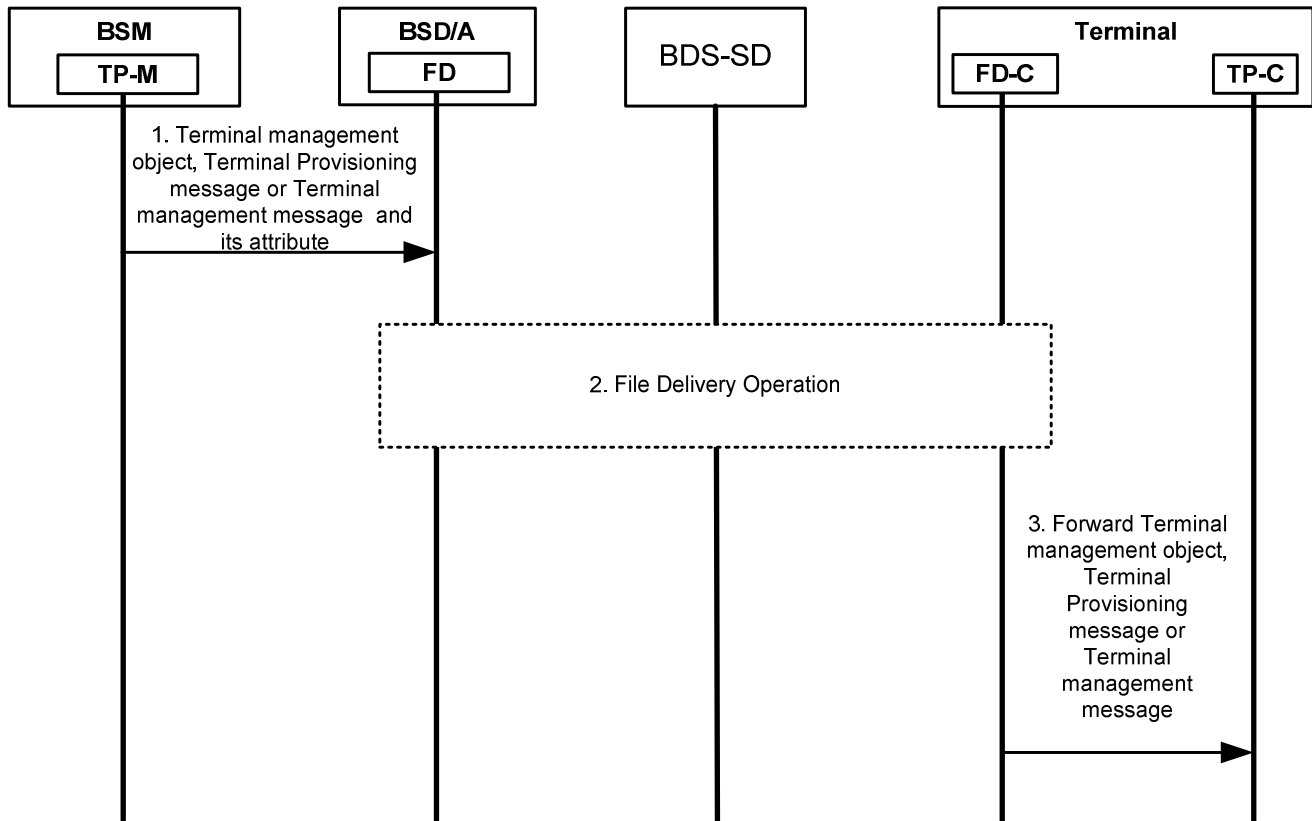 BSM
TP-M
BSD/A
FD
BDS-SD
Terminal
FD-C
TP-C
1. Terminal management
object, Terminal Provisioning
message or Terminal
management message and
its attribute
2. File Delivery Operation
3. Forward Terminal
management object,
Terminal
Provisioning
message or
Terminal
management
message